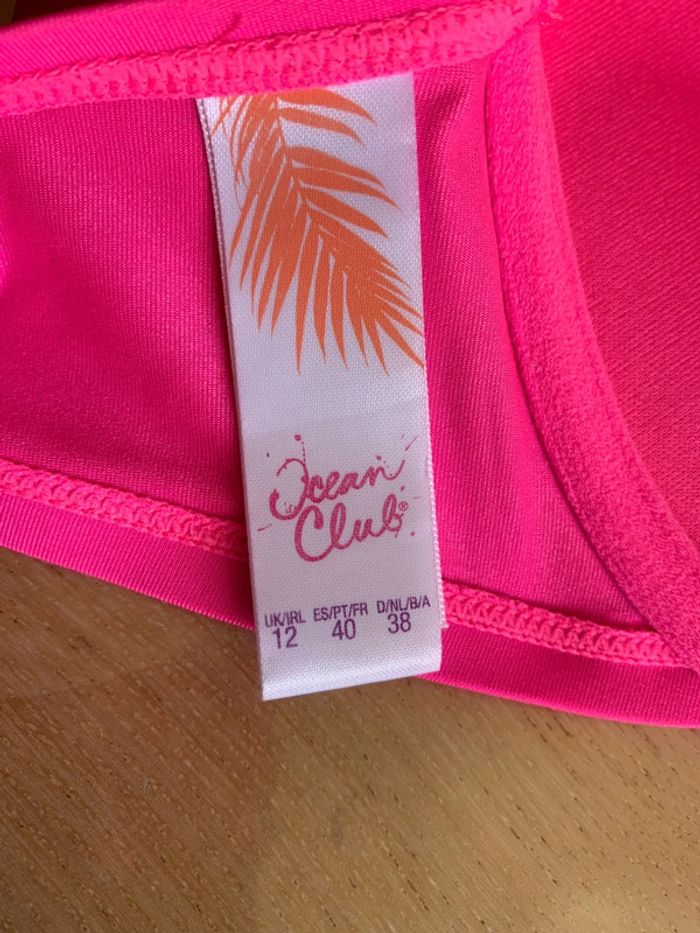 Ocean
Club®
UK/IRL ES/PT/FR D/NL/B/A
12 40 38